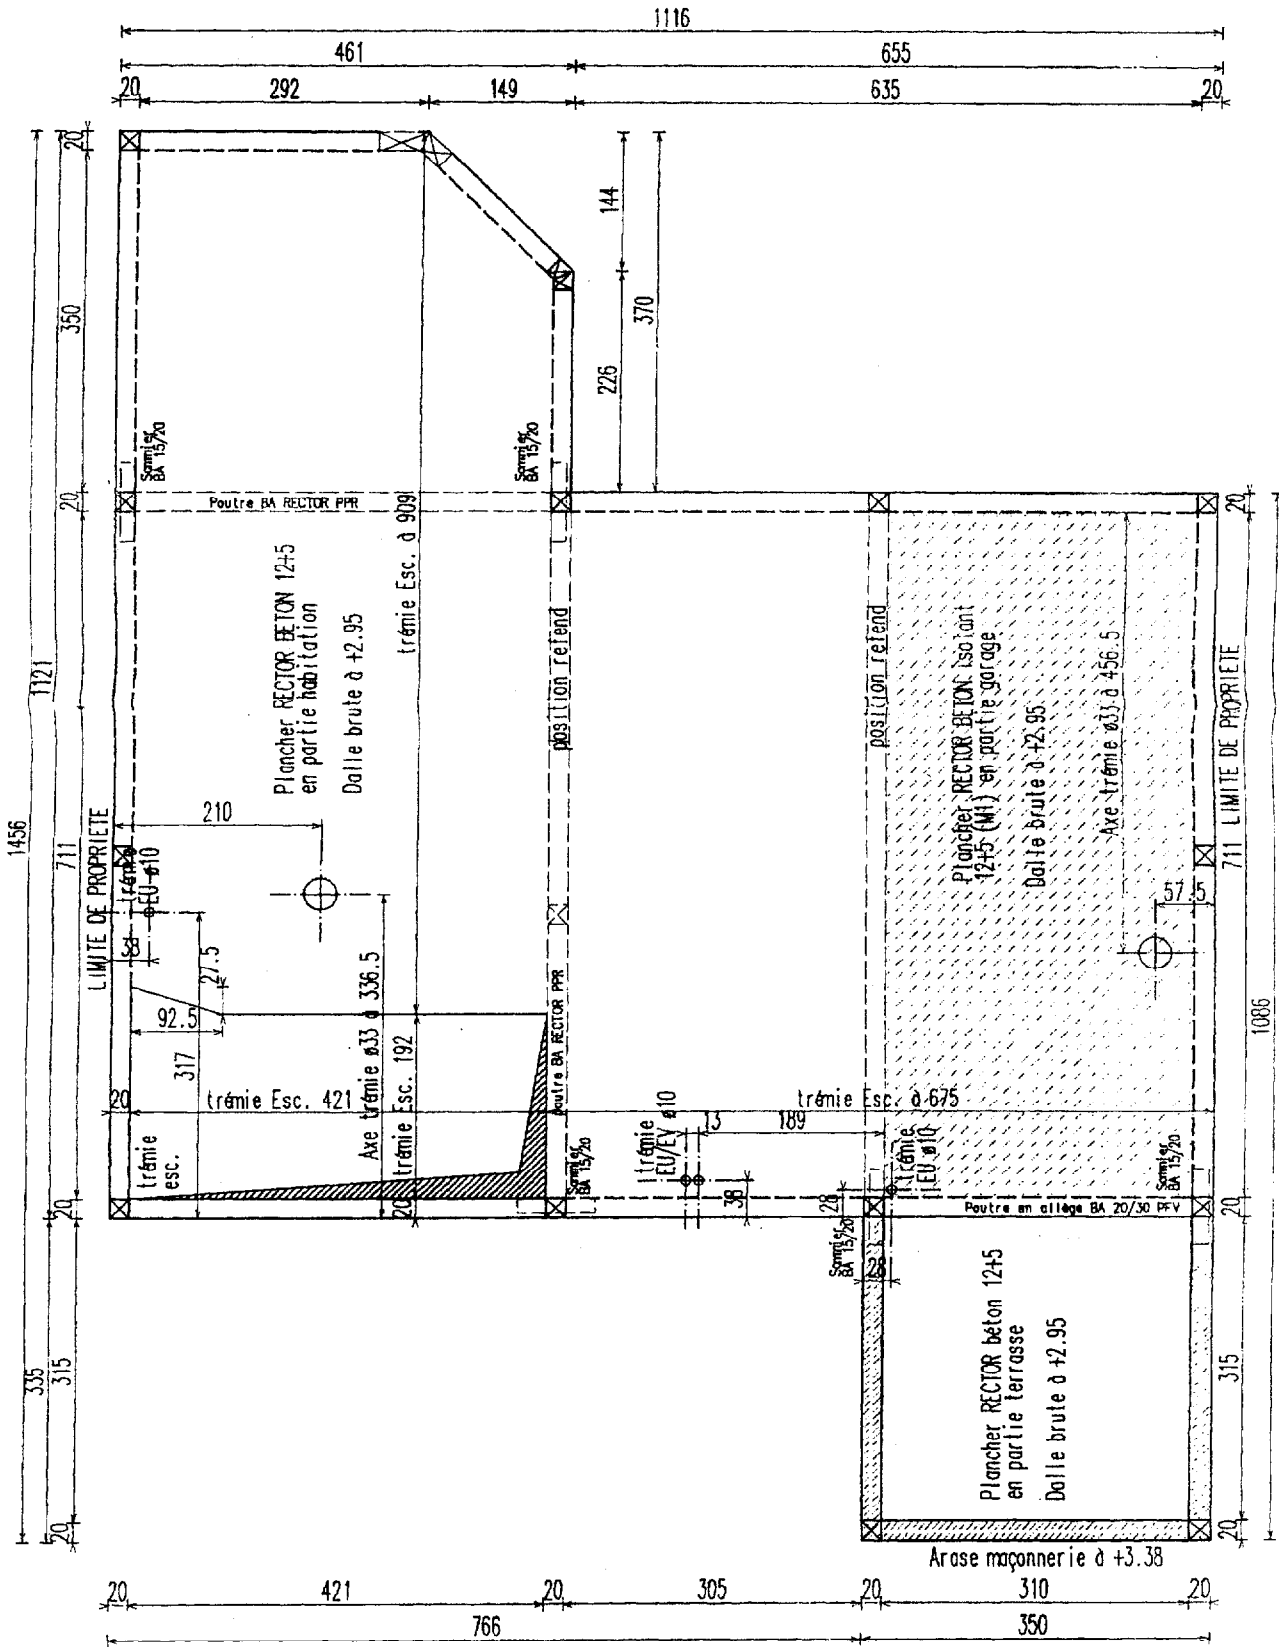 1116
461
655
20
292
149
635
20
20
144
370
350
226
Sommier
BA 15/20
Sommier
BA 15/20
20
Poutre BA RECTOR PPR
20
trémie Esc. à 909
Plancher RECTOR BETON 12+5
en partie habitation
Dalle brute à +2.95
position refend
position refend
Plancher RECTOR BETON isolant
12+5 (M1) en partie garage
Dalle brute à +2.95
Axe trémie ø33 à 456.5
1456
1121
711
LIMITE DE PROPRIETE
210
trémie
EU ø10
711
LIMITE DE PROPRIETE
57.5
38
27.5
92.5
317
Axe trémie ø33 à 336.5
trémie Esc. 192
poutre BA RECTOR PPR
1086
20
trémie Esc. 421
trémie Esc. à 675
trémie
EU/EV ø10
13
189
trémie
esc.
Sommier
BA 15/20
trémie
EU ø10
Sommier
BA 15/20
20
20
38
28
Poutre en allège BA 20/30 PFV
20
Sommier
BA 15/20
28
335
315
Plancher RECTOR béton 12+5
en partie terrasse
Dalle brute à +2.95
315
20
20
Arase maçonnerie à +3.38
20
421
20
305
20
310
20
766
350